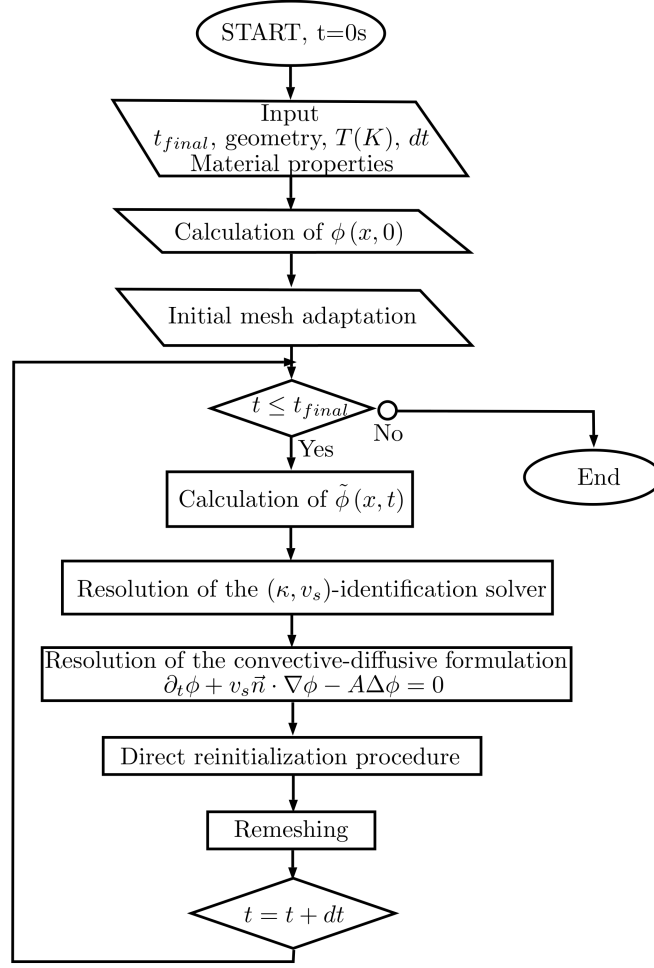 START, t=0s
Input
t_{final}, geometry, T(K), dt
Material properties
Calculation of ϕ(x, 0)
Initial mesh adaptation
t ≤ t_{final}
No
Yes
End
Calculation of ϕ̃(x, t)
Resolution of the (κ, v_s)-identification solver
Resolution of the convective-diffusive formulation
∂_tϕ + v_s n⃗ · ∇ϕ − AΔϕ = 0
Direct reinitialization procedure
Remeshing
t = t + dt